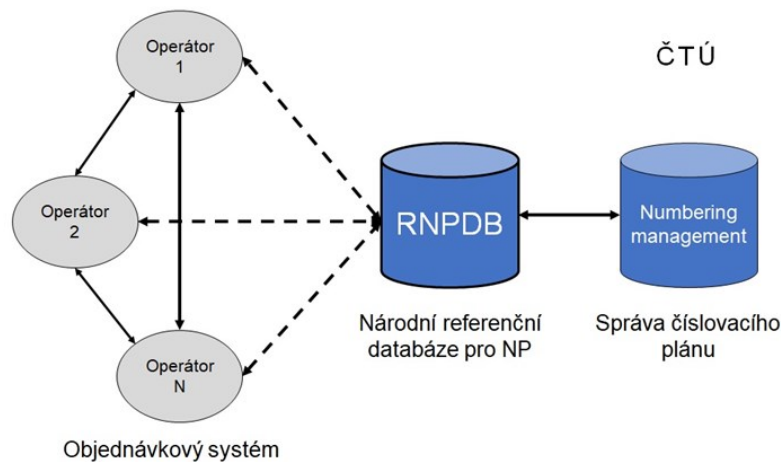 Operátor
1
ČTÚ
Operátor
2
RNPDB
Numbering
management
Národní referenční
databáze pro NP
Správa číslovacího
plánu
Operátor
N
Objednávkový systém